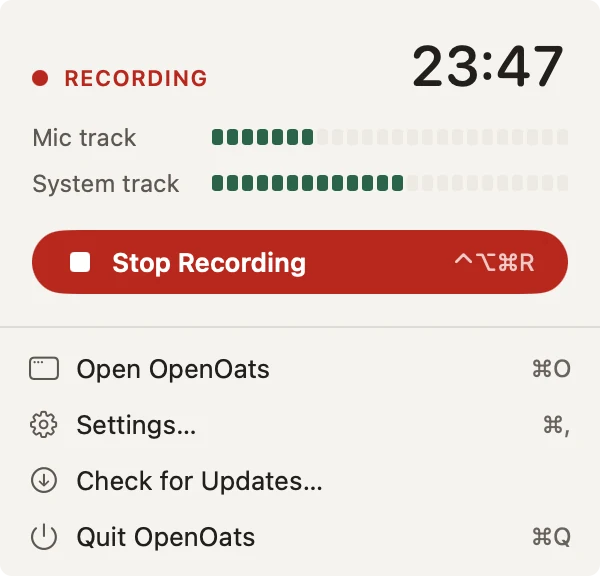 RECORDING 23:47
Mic track
System track
Stop Recording ^⌥⌘R
Open OpenOats ⌘O
Settings... ⌘,
Check for Updates...
Quit OpenOats ⌘Q